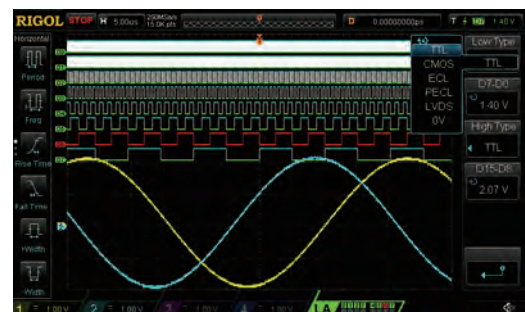 RIGOL STOP H 5.00us 250MSa/s 15.0K pts D 0.00000000ps T 1.40 V
Horizontal
Period
Freq
Rise Time
Fall Time
+Width
-Width
TTL
CMOS
ECL
PECL
LVDS
0V
Low Type
TTL
D7-D0
1.40 V
High Type
TTL
D15-D8
2.07 V
1 = 1.00 V 2 = 1.00 V 3 = 1.00 V 4 = 1.00 V LA